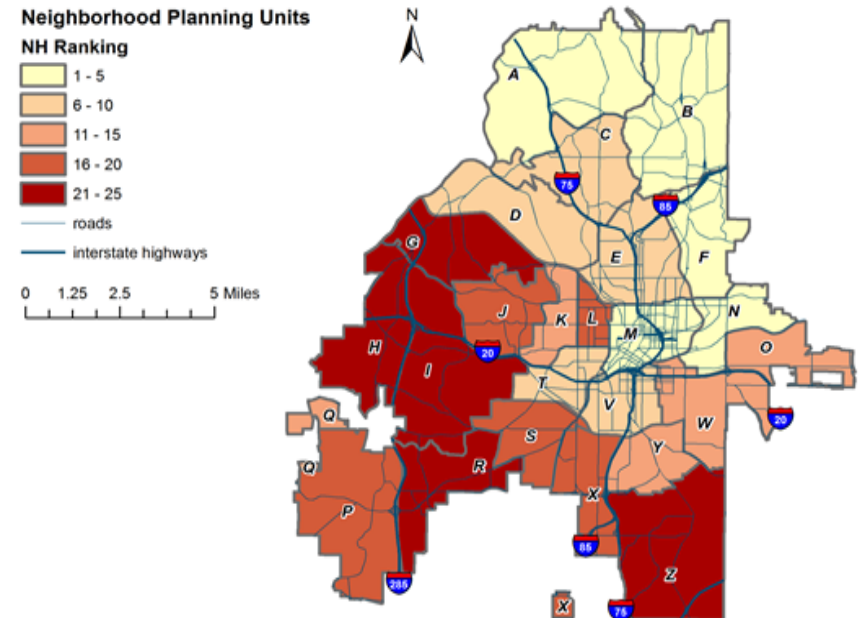 Neighborhood Planning Units
NH Ranking
1 - 5
6 - 10
11 - 15
16 - 20
21 - 25
roads
interstate highways
0 1.25 2.5 5 Miles
N
A
B
C
75
85
D
G
E
F
J
K
L
M
N
O
H
I
20
T
V
W
20
Q
S
Y
Q
R
P
X
85
Z
285
X
75